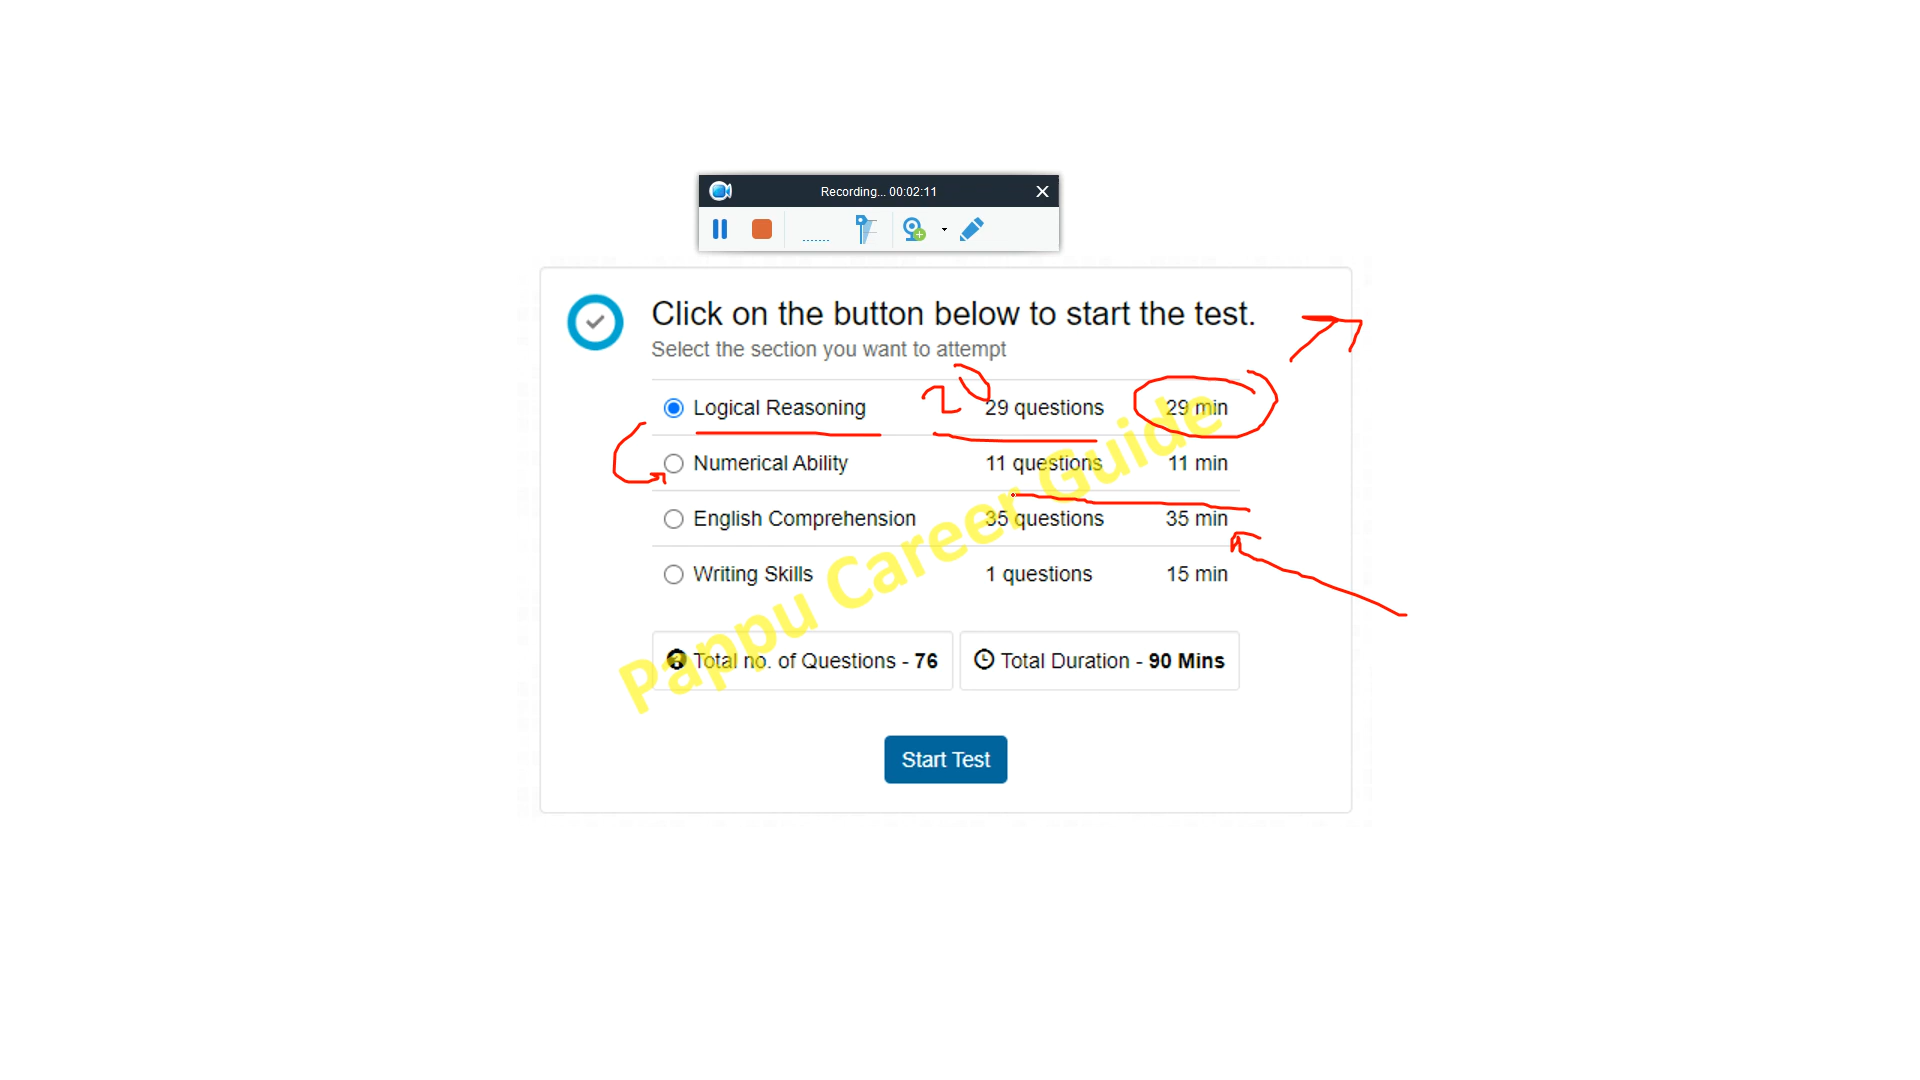 Recording... 00:02:11
Click on the button below to start the test.
Select the section you want to attempt
20
Logical Reasoning 29 questions 29 min
Numerical Ability 11 questions 11 min
English Comprehension 35 questions 35 min
Writing Skills 1 questions 15 min
Pappu Career Guide
Total no. of Questions - 76 Total Duration - 90 Mins
Start Test